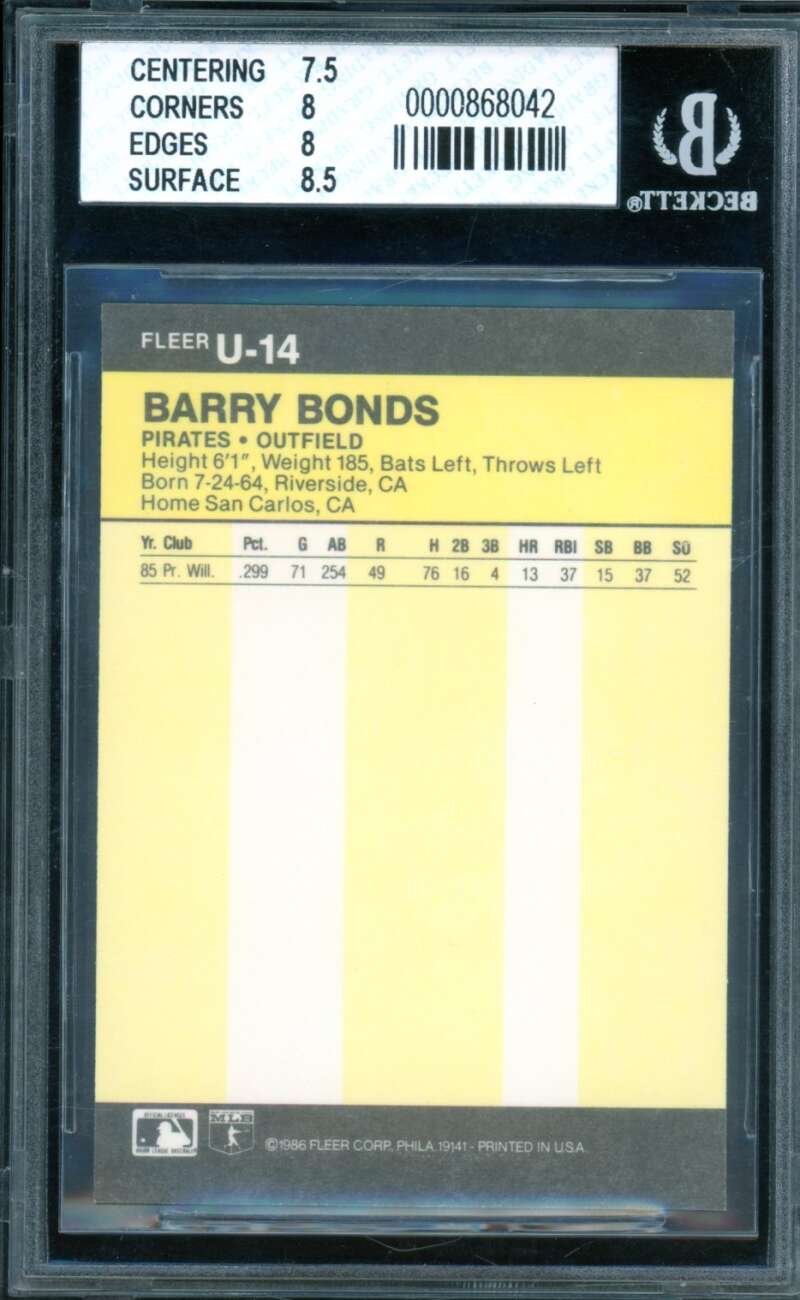 CENTERING 7.5
CORNERS 8
EDGES 8
SURFACE 8.5
0000868042
BECKETT®
FLEER U-14
BARRY BONDS
PIRATES • OUTFIELD
Height 6'1", Weight 185, Bats Left, Throws Left
Born 7-24-64, Riverside, CA
Home San Carlos, CA
Yr. Club Pct. G AB R H 2B 3B HR RBI SB BB SO
85 Pr. Will. .299 71 254 49 76 16 4 13 37 15 37 52
MLB
©1986 FLEER CORP., PHILA. 19141 - PRINTED IN U.S.A.